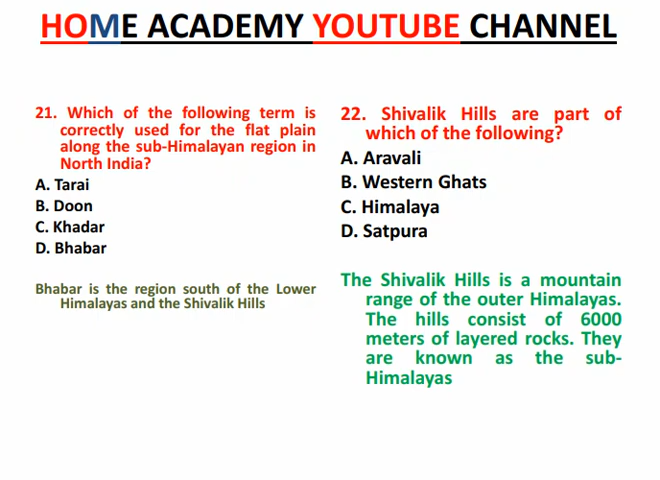 HOME ACADEMY YOUTUBE CHANNEL
21. Which of the following term is
correctly used for the flat plain
along the sub-Himalayan region in
North India?
A. Tarai
B. Doon
C. Khadar
D. Bhabar
Bhabar is the region south of the Lower
Himalayas and the Shivalik Hills
22. Shivalik Hills are part of
which of the following?
A. Aravali
B. Western Ghats
C. Himalaya
D. Satpura
The Shivalik Hills is a mountain
range of the outer Himalayas.
The hills consist of 6000
meters of layered rocks. They
are known as the sub-
Himalayas